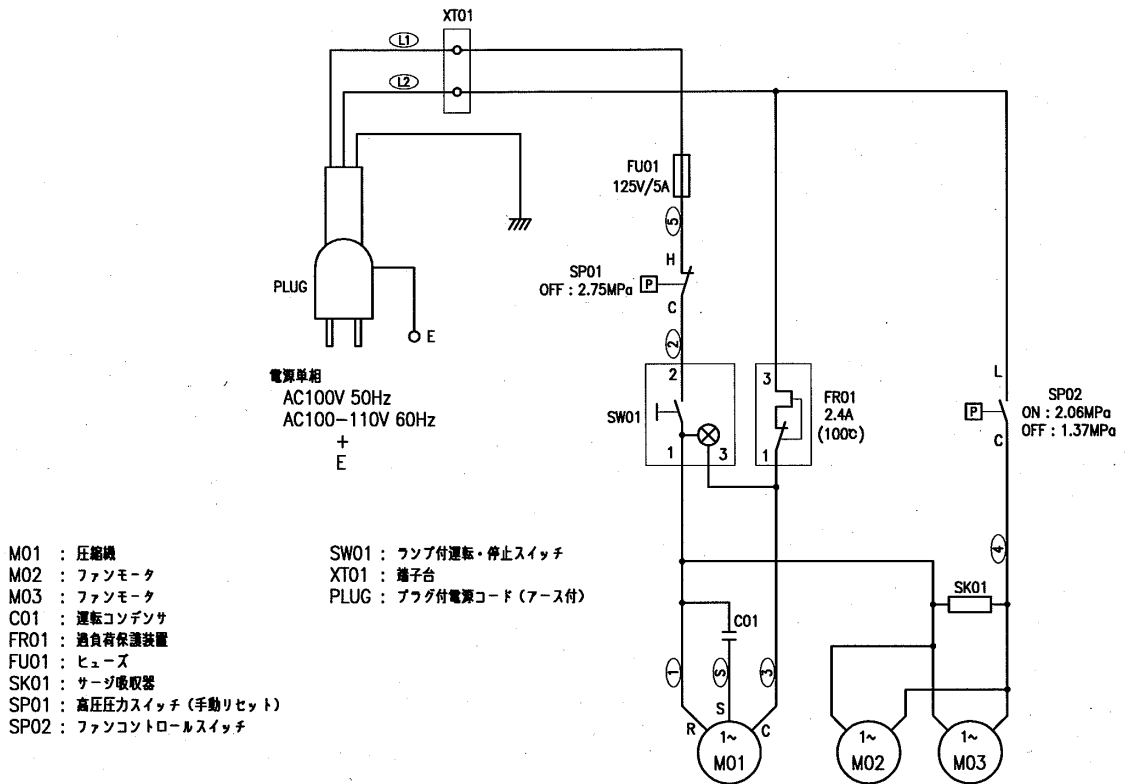 XT01
L1
L2
FU01
125V/5A
5
H
SP01
OFF : 2.75MPa
P
C
2
PLUG
E
電源単相
AC100V 50Hz
AC100-110V 60Hz
+
E
2
SW01
1
3
3
FR01
2.4A
(100℃)
1
L
P
SP02
ON : 2.06MPa
OFF : 1.37MPa
C
4
SK01
C01
1
S
3
S
R
C
1~
M01
1~
M02
1~
M03
M01 : 圧縮機
M02 : ファンモータ
M03 : ファンモータ
C01 : 運転コンデンサ
FR01 : 過負荷保護装置
FU01 : ヒューズ
SK01 : サージ吸収器
SP01 : 高圧圧力スイッチ(手動リセット)
SP02 : ファンコントロールスイッチ
SW01 : ランプ付運転・停止スイッチ
XT01 : 端子台
PLUG : プラグ付電源コード(アース付)